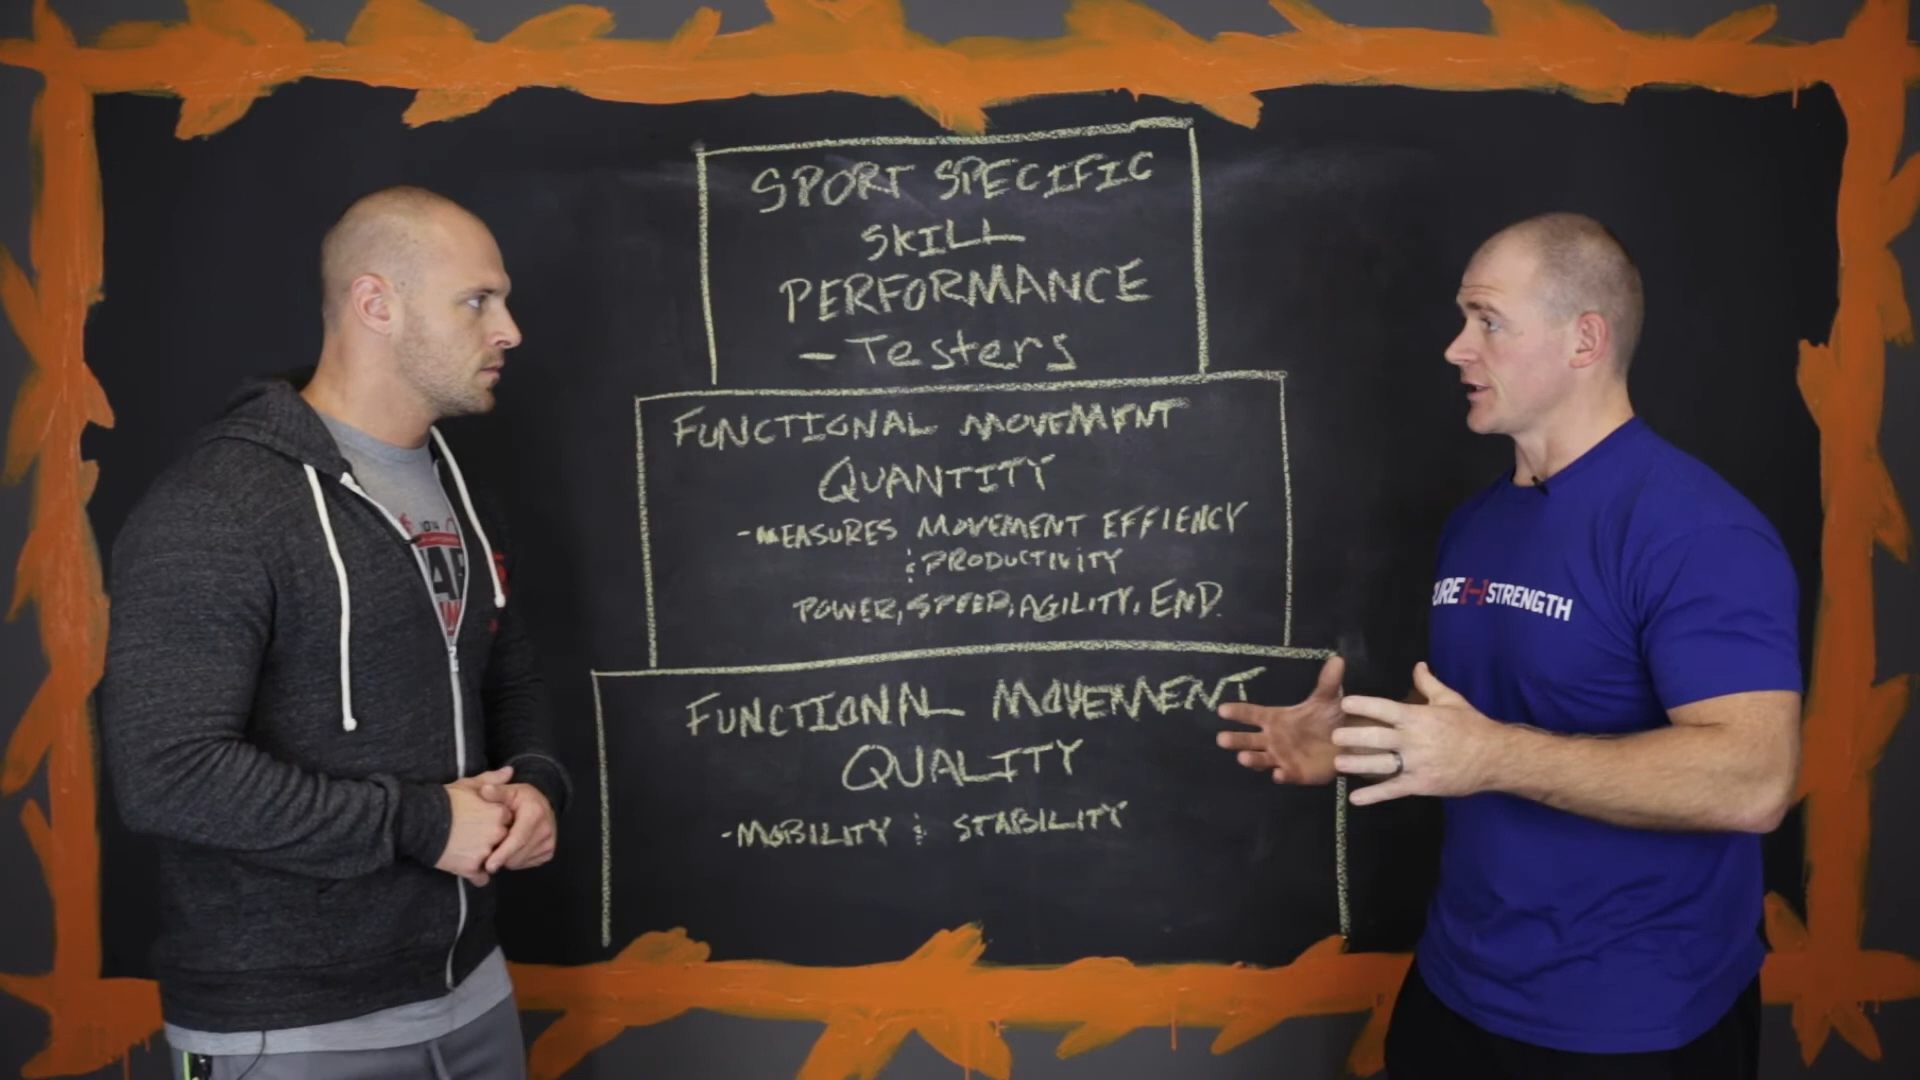 SPORT SPECIFIC
SKILL
PERFORMANCE
- Testers
FUNCTIONAL MOVEMENT
QUANTITY
- MEASURES MOVEMENT EFFIENCY
& PRODUCTIVITY
POWER, SPEED, AGILITY, END.
FUNCTIONAL MOVEMENT
QUALITY
- MOBILITY & STABILITY
URE [--] STRENGTH